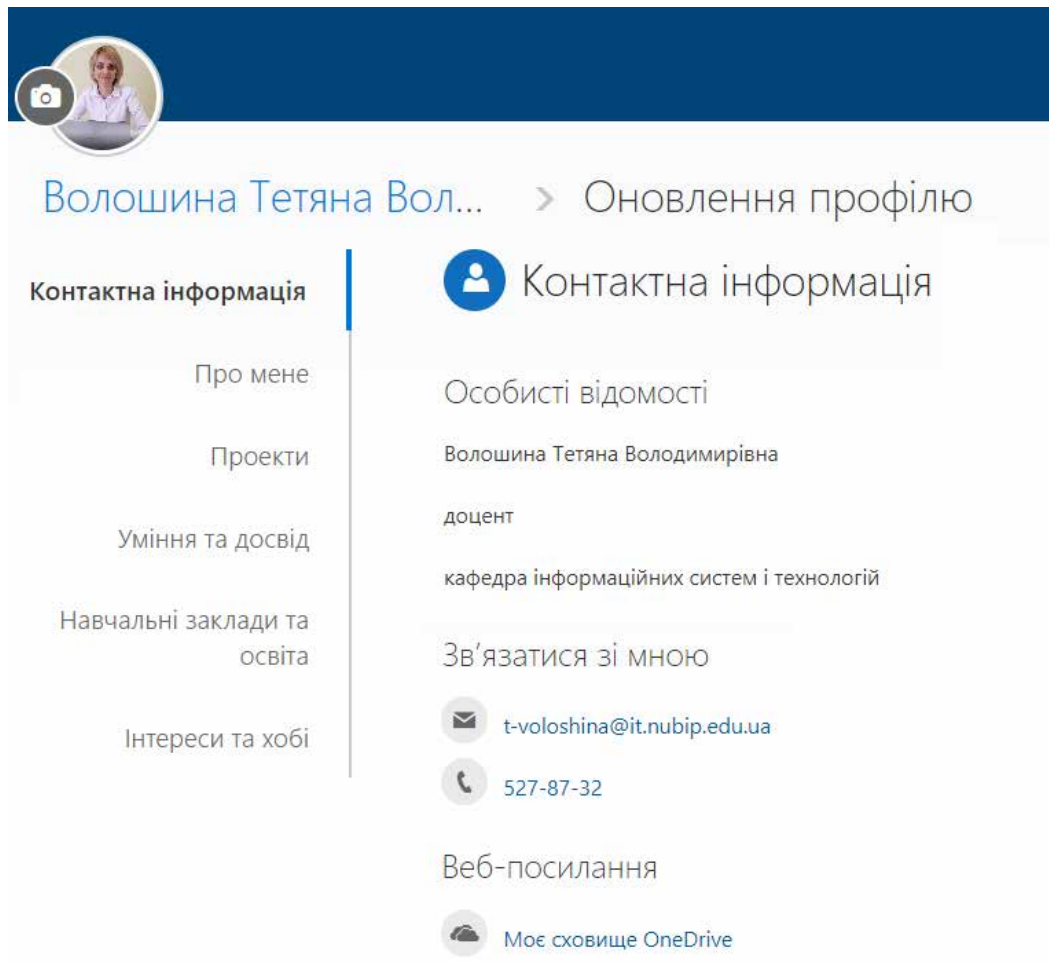 Волошина Тетяна Вол... > Оновлення профілю
Контактна інформація
Про мене
Проекти
Уміння та досвід
Навчальні заклади та
освіта
Інтереси та хобі
Контактна інформація
Особисті відомості
Волошина Тетяна Володимирівна
доцент
кафедра інформаційних систем і технологій
Зв’язатися зі мною
t-voloshina@it.nubip.edu.ua
527-87-32
Веб-посилання
Моє сховище OneDrive